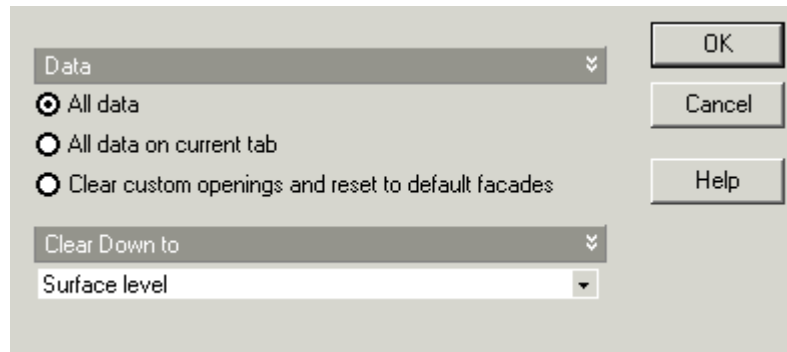 Data
All data
All data on current tab
Clear custom openings and reset to default facades
Clear Down to
Surface level
OK
Cancel
Help